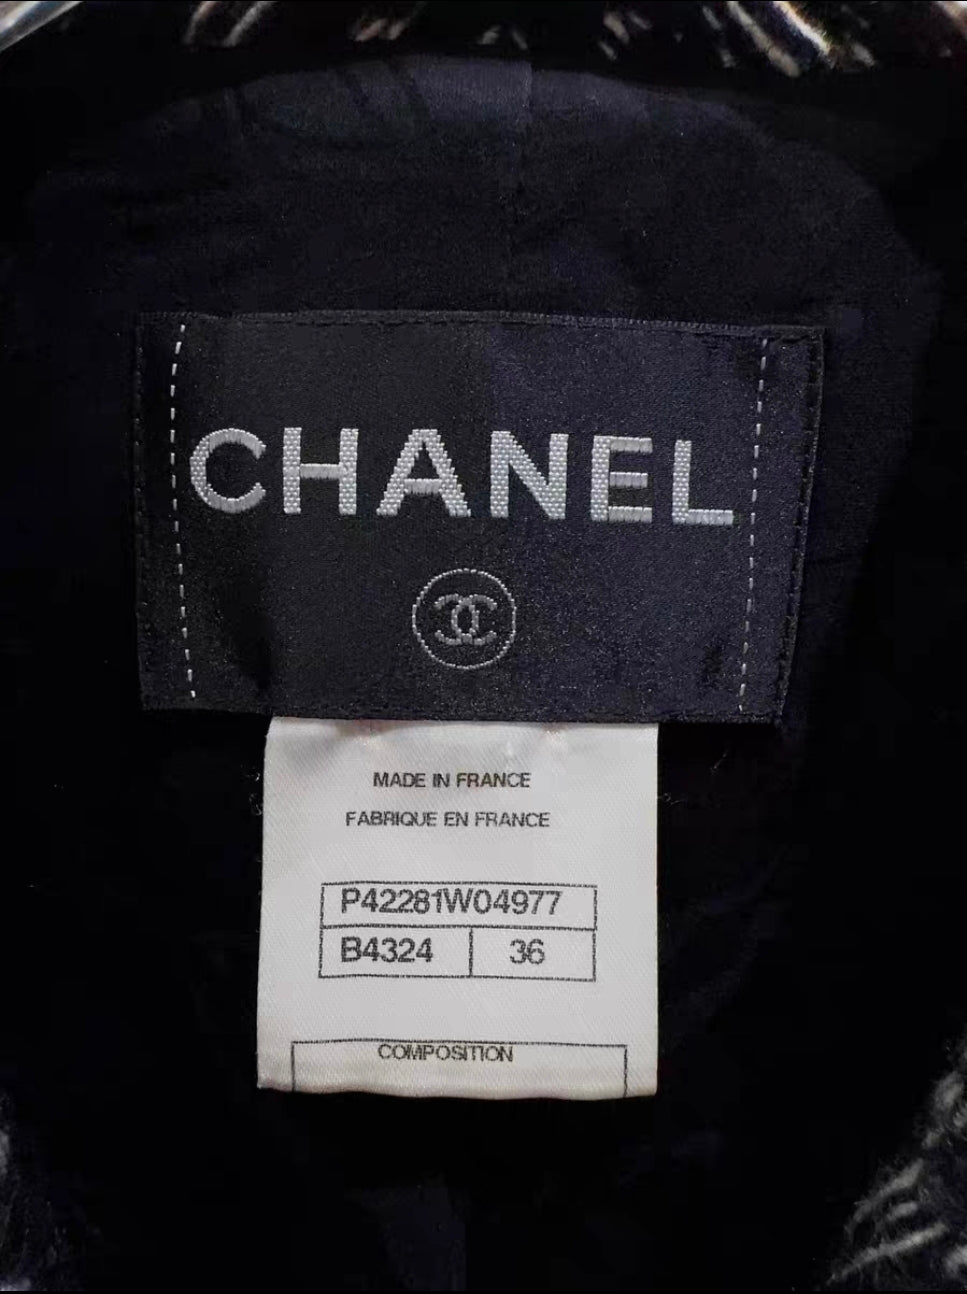 CHANEL
MADE IN FRANCE
FABRIQUE EN FRANCE
P42281W04977
B4324 36
COMPOSITION